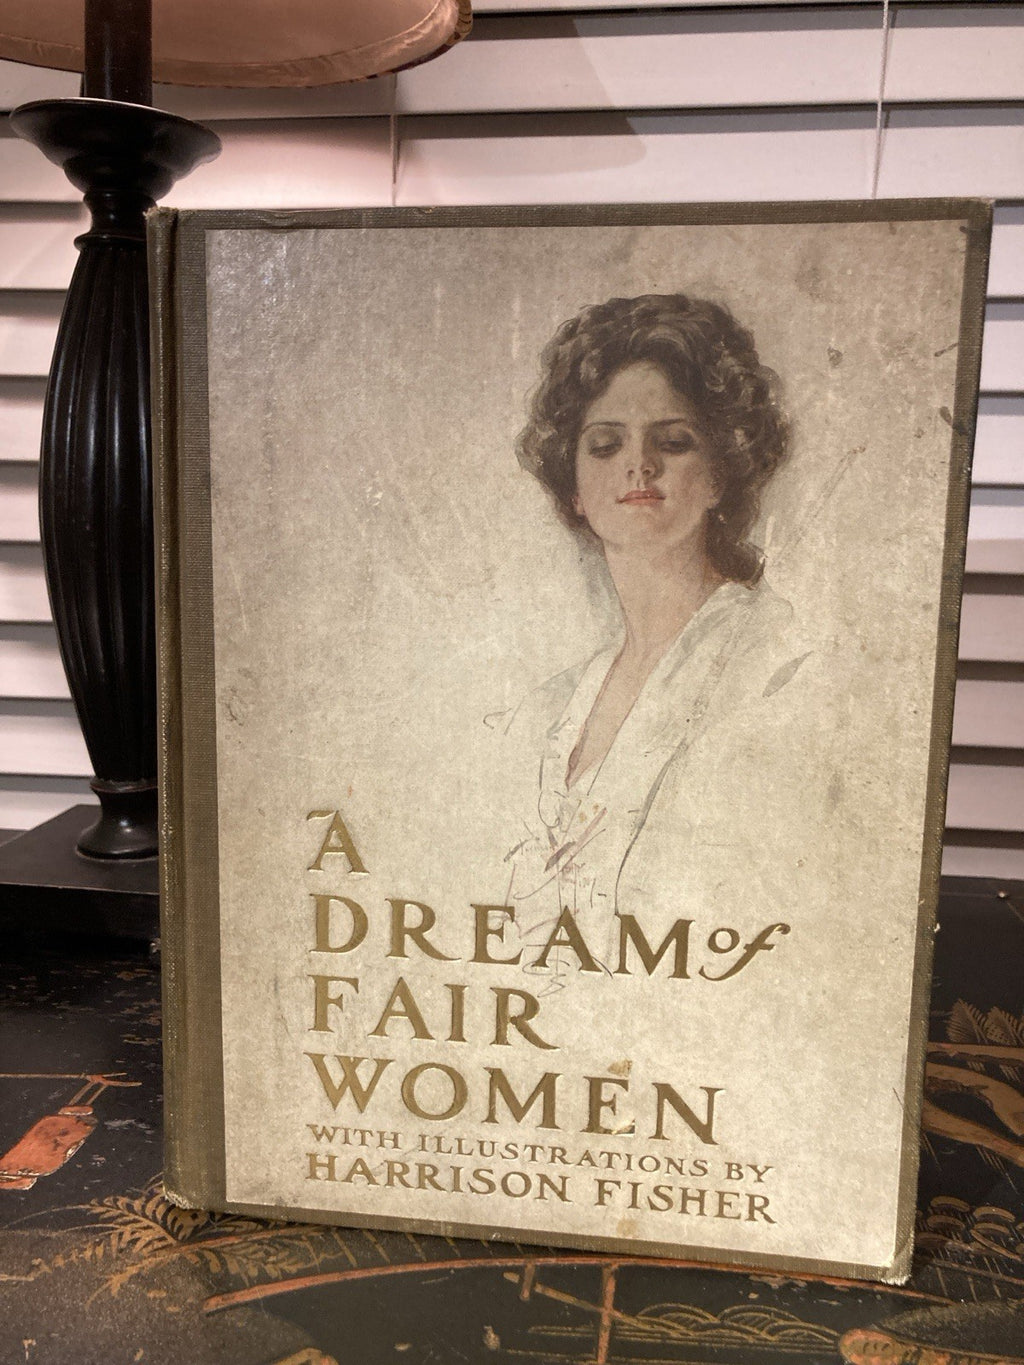 A
DREAM of
FAIR
WOMEN
WITH ILLUSTRATIONS BY
HARRISON FISHER